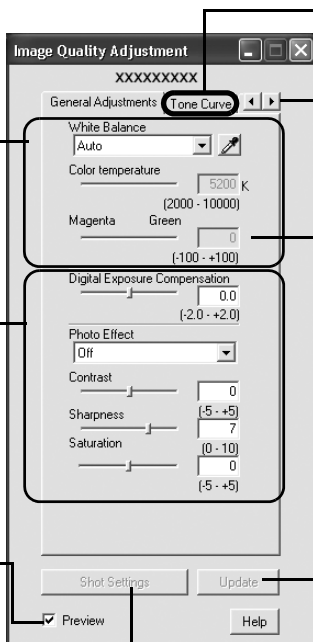 Image Quality Adjustment
XXXXXXXXX
General Adjustments Tone Curve
White Balance
Auto
Color temperature
5200 K
(2000 - 10000)
Magenta Green
0
(-100 - +100)
Digital Exposure Compensation
0.0
(-2.0 - +2.0)
Photo Effect
Off
Contrast
0
(-5 - +5)
Sharpness
7
(0 - 10)
Saturation
0
(-5 - +5)
Shot Settings Update
Preview Help